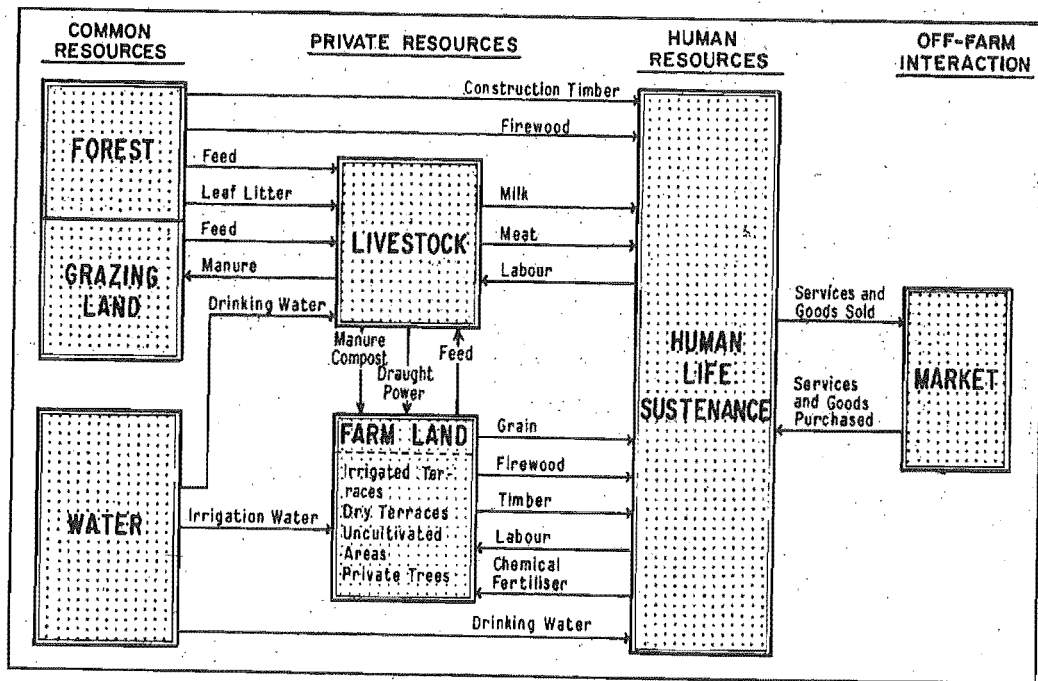 COMMON
RESOURCES
PRIVATE RESOURCES
HUMAN
RESOURCES
OFF-FARM
INTERACTION
FOREST
GRAZING
LAND
WATER
Construction Timber
Firewood
Feed
Leaf Litter
Feed
Manure
Drinking Water
LIVESTOCK
Milk
Meat
Labour
Manure
Compost
Draught
Power
Feed
FARM LAND
Irrigated Ter-
races
Dry Terraces
Uncultivated
Areas
Private Trees
Irrigation Water
Grain
Firewood
Timber
Labour
Chemical
Fertiliser
Drinking Water
HUMAN
LIFE
SUSTENANCE
Services and
Goods Sold
Services
and Goods
Purchased
MARKET